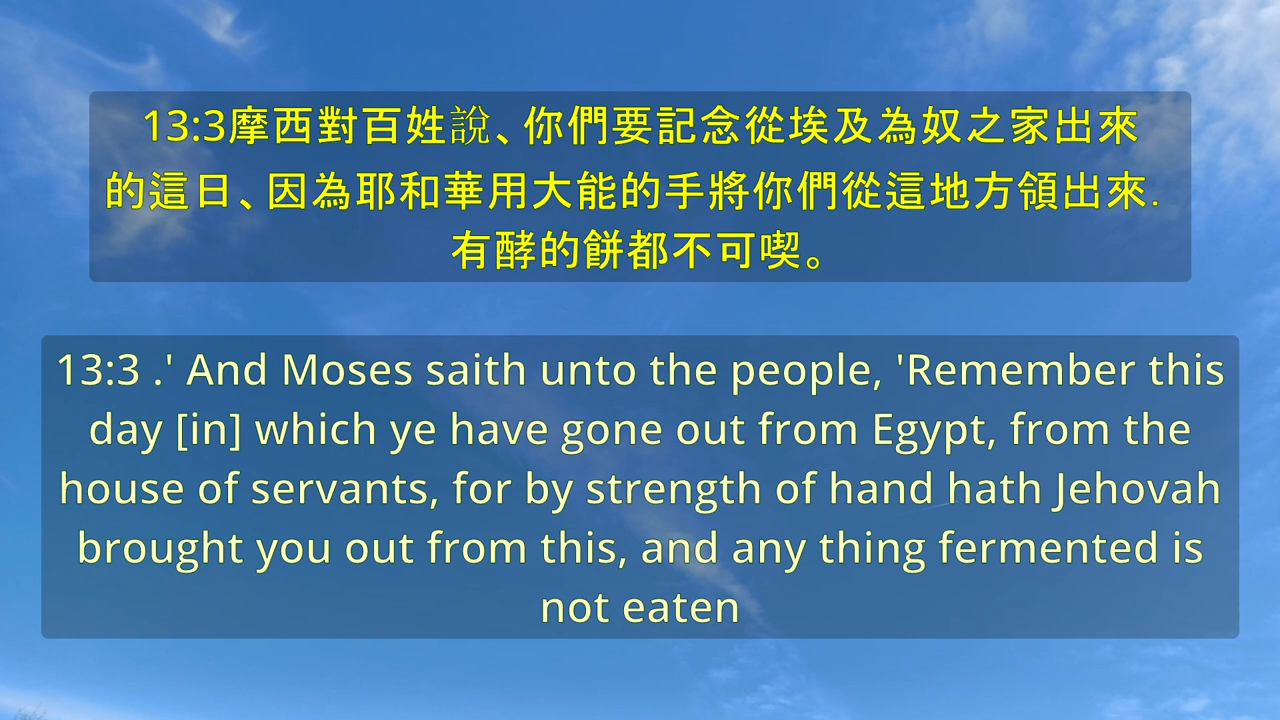 13:3摩西對百姓說、你們要記念從埃及為奴之家出來
的這日、因為耶和華用大能的手將你們從這地方領出來.
有酵的餅都不可喫。
13:3 .' And Moses saith unto the people, 'Remember this
day [in] which ye have gone out from Egypt, from the
house of servants, for by strength of hand hath Jehovah
brought you out from this, and any thing fermented is
not eaten